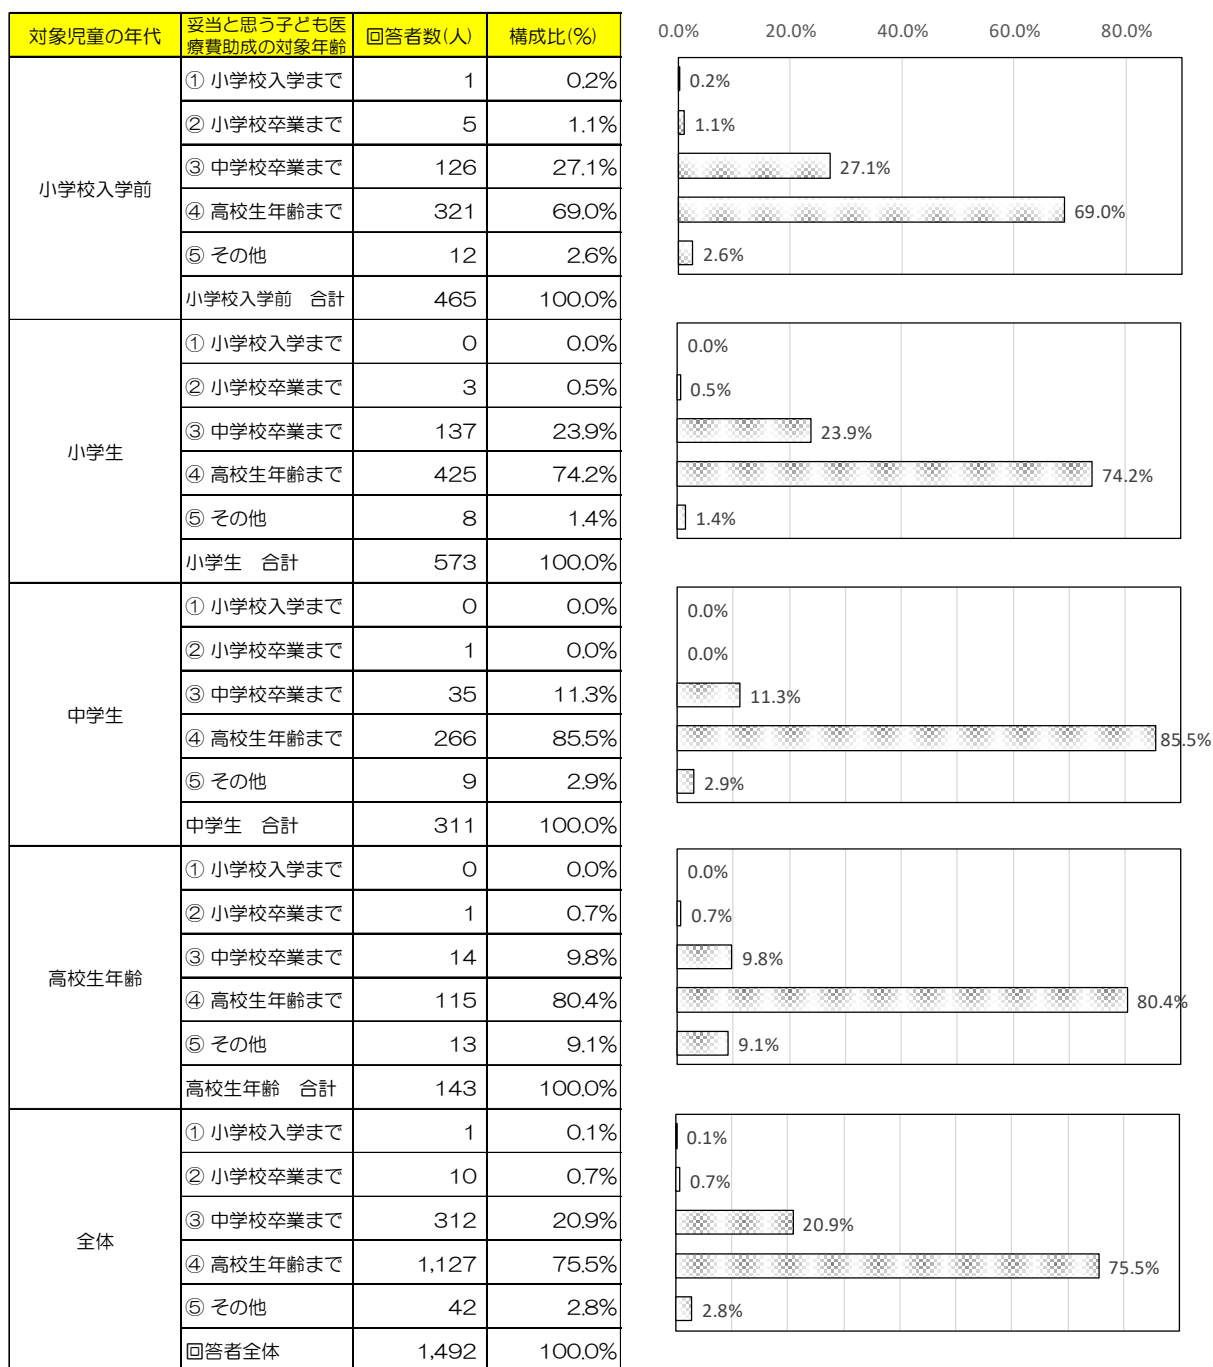 対象児童の年代 妥当と思う子ども医療費助成の対象年齢 回答者数(人) 構成比(%)
0.0% 20.0% 40.0% 60.0% 80.0%
小学校入学前
① 小学校入学まで 1 0.2% 0.2%
② 小学校卒業まで 5 1.1% 1.1%
③ 中学校卒業まで 126 27.1% 27.1%
④ 高校生年齢まで 321 69.0% 69.0%
⑤ その他 12 2.6% 2.6%
小学校入学前 合計 465 100.0%
小学生
① 小学校入学まで 0 0.0% 0.0%
② 小学校卒業まで 3 0.5% 0.5%
③ 中学校卒業まで 137 23.9% 23.9%
④ 高校生年齢まで 425 74.2% 74.2%
⑤ その他 8 1.4% 1.4%
小学生 合計 573 100.0%
中学生
① 小学校入学まで 0 0.0% 0.0%
② 小学校卒業まで 1 0.0% 0.0%
③ 中学校卒業まで 35 11.3% 11.3%
④ 高校生年齢まで 266 85.5% 85.5%
⑤ その他 9 2.9% 2.9%
中学生 合計 311 100.0%
高校生年齢
① 小学校入学まで 0 0.0% 0.0%
② 小学校卒業まで 1 0.7% 0.7%
③ 中学校卒業まで 14 9.8% 9.8%
④ 高校生年齢まで 115 80.4% 80.4%
⑤ その他 13 9.1% 9.1%
高校生年齢 合計 143 100.0%
全体
① 小学校入学まで 1 0.1% 0.1%
② 小学校卒業まで 10 0.7% 0.7%
③ 中学校卒業まで 312 20.9% 20.9%
④ 高校生年齢まで 1,127 75.5% 75.5%
⑤ その他 42 2.8% 2.8%
回答者全体 1,492 100.0%